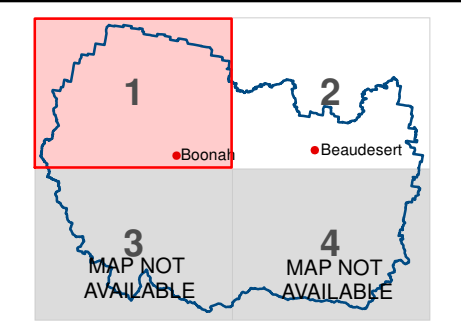 1
2
Boonah
Beaudesert
3
4
MAP NOT
AVAILABLE
MAP NOT
AVAILABLE